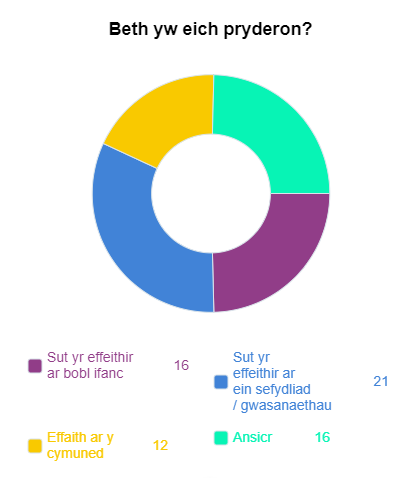 Beth yw eich pryderon?
Sut yr effeithir
ar bobl ifanc
16
Sut yr
effeithir ar
ein sefydliad
/ gwasanaethau
21
Effaith ar y
cymuned
12
Ansicr
16